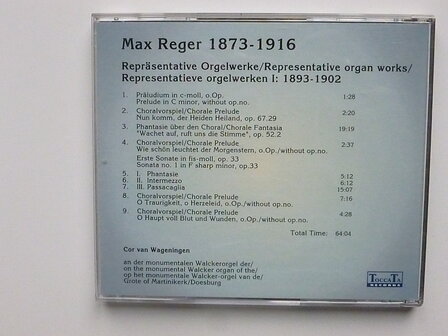 Max Reger 1873-1916
Repräsentative Orgelwerke/Representative organ works/
Representatieve orgelwerken I: 1893-1902
1. Präludium in c-moll, o.Op. 1:28
Prelude in C minor, without op.no.
2. Choralvorspiel/Chorale Prelude 2:20
Nun komm, der Heiden Heiland, op. 67.29
3. Phantasie über den Choral/Chorale Fantasia 19:19
"Wachet auf, ruft uns die Stimme", op. 52.2
4. Choralvorspiel/Chorale Prelude 2:37
Wie schön leuchtet der Morgenstern, o.Op./without op.no.
Erste Sonate in fis-moll, op. 33
Sonata no. 1 in F sharp minor, op.33
5. I. Phantasie 5:12
6. II. Intermezzo 6:12
7. III. Passacaglia 15:07
8. Choralvorspiel/Chorale Prelude 7:16
O Traurigkeit, o Herzeleid, o.Op./without op.no.
9. Choralvorspiel/Chorale Prelude 4:28
O Haupt voll Blut und Wunden, o.Op./without op.no.
Total Time: 64:04
Cor van Wageningen
an der monumentalen Walckerorgel der/
on the monumental Walcker organ of the/
op het monumentale Walcker-orgel van de/
Grote of Martinikerk/Doesburg
TOCCATA
RECORDS